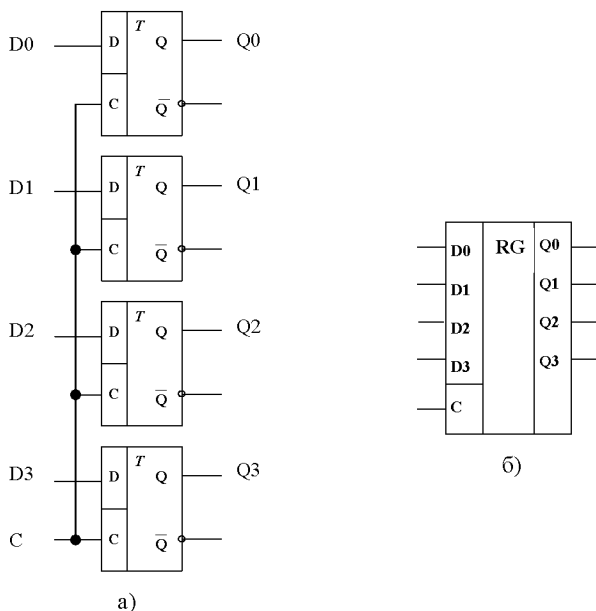 D0 D T Q Q0
C Q̅
D1 D T Q Q1
C Q̅
D2 D T Q Q2
C Q̅
D3 D T Q Q3
C C Q̅
а)
D0 RG Q0
D1 Q1
D2 Q2
D3 Q3
C
б)